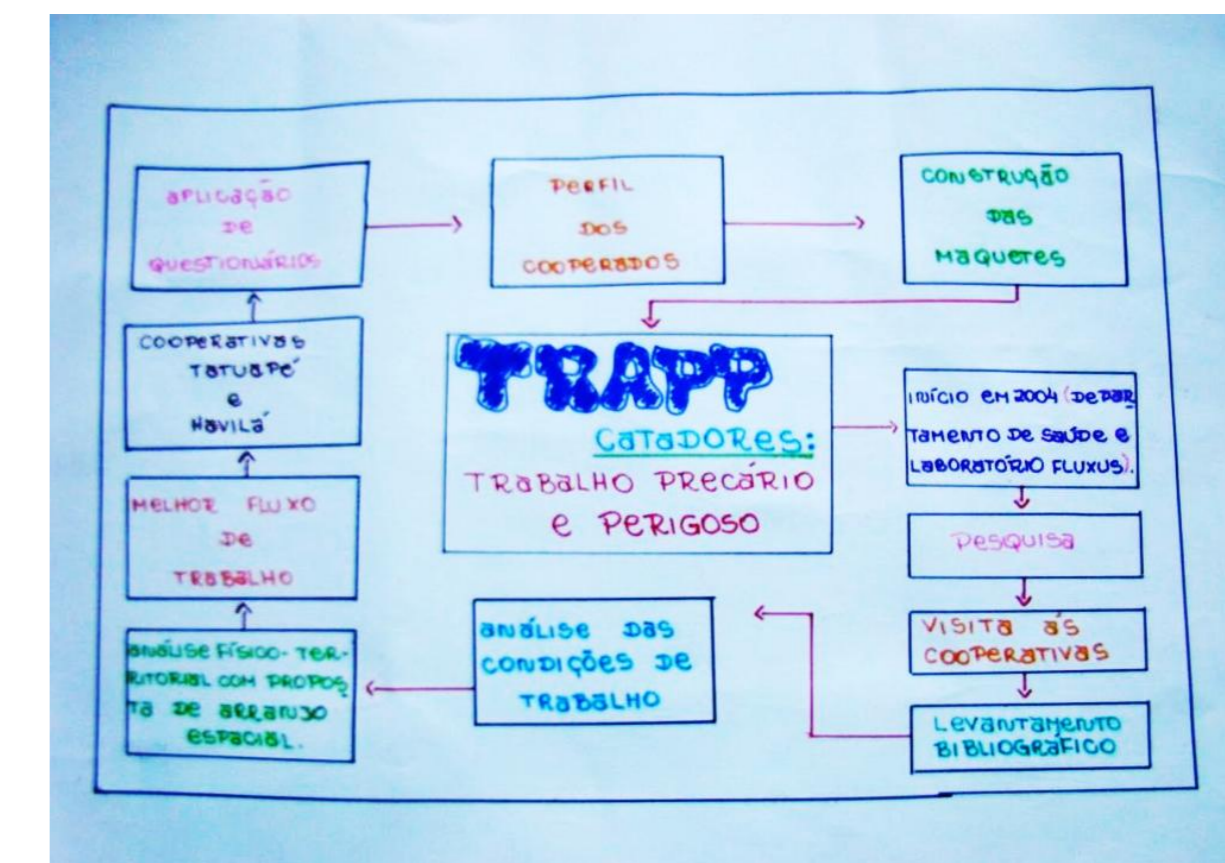 APLICAÇÃO
DE
QUESTIONÁRIOS
PERFIL
DOS
COOPERADOS
CONSTRUÇÃO
DAS
MAQUETES
COOPERATIVAS
TATUAPÉ
E
HAVILÁ
TRAPP
CATADORES:
TRABALHO PRECÁRIO
E PERIGOSO
INÍCIO EM 2004 (DEPAR
TAMENTO DE SAÚDE E
LABORATÓRIO FLUXUS).
MELHOR FLUXO
DE
TRABALHO
PESQUISA
VISITA ÀS
COOPERATIVAS
ANÁLISE DAS
CONDIÇÕES DE
TRABALHO
ANÁLISE FÍSICO-TER-
RITORIAL COM PROPOS
TA DE ARRANJO
ESPACIAL.
LEVANTAMENTO
BIBLIOGRÁFICO